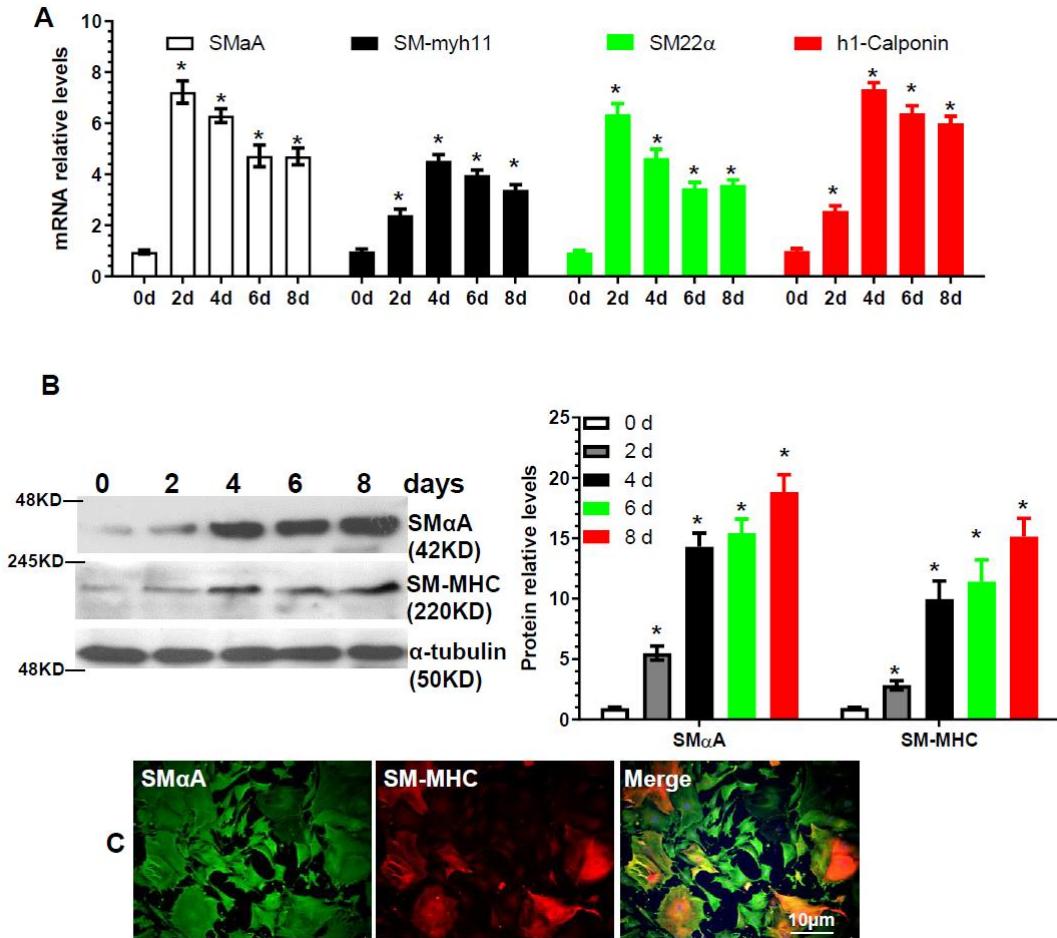 A
10
8
6
4
2
0
mRNA relative levels
SMaA SM-myh11 SM22α h1-Calponin
* * * * * * * * * * * * * * * *
0d 2d 4d 6d 8d 0d 2d 4d 6d 8d 0d 2d 4d 6d 8d 0d 2d 4d 6d 8d
B
0 2 4 6 8 days
48KD
SMαA
(42KD)
245KD
SM-MHC
(220KD)
α-tubulin
48KD
(50KD)
25
20
15
10
5
0
Protein relative levels
0 d
2 d
4 d
6 d
8 d
* * * * * * * *
SMαA SM-MHC
C
SMαA SM-MHC Merge
10μm